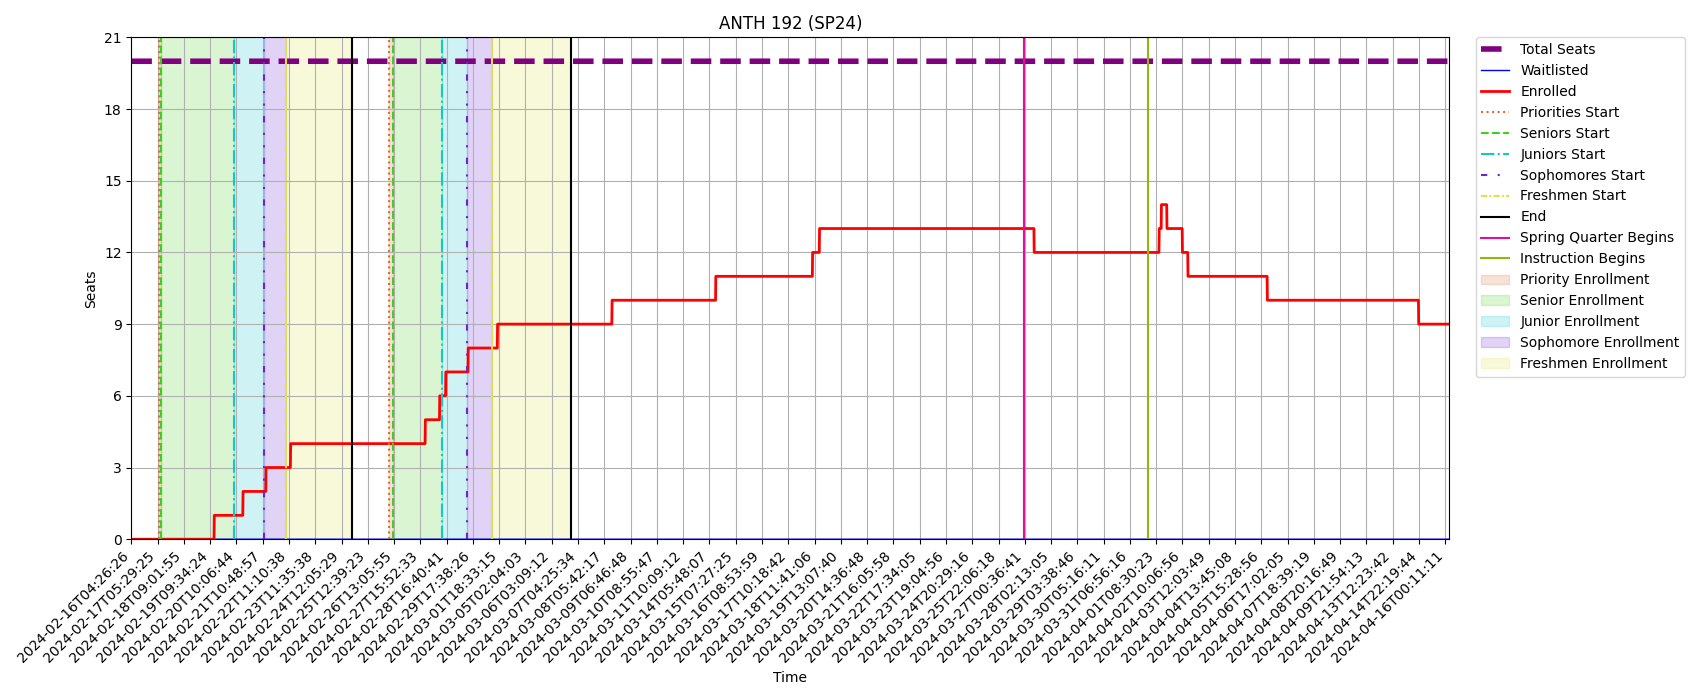 ANTH 192 (SP24)
21
18
15
12
9
6
3
0
Seats
2024-02-16T04:26:26
2024-02-17T05:29:25
2024-02-18T09:01:55
2024-02-19T09:34:24
2024-02-20T10:06:44
2024-02-21T10:48:57
2024-02-22T11:10:38
2024-02-23T11:35:38
2024-02-24T12:05:29
2024-02-25T12:39:23
2024-02-26T13:05:55
2024-02-27T15:52:33
2024-02-28T16:40:41
2024-02-29T17:38:26
2024-03-01T18:33:15
2024-03-05T02:04:03
2024-03-06T03:09:12
2024-03-07T04:25:34
2024-03-08T05:42:17
2024-03-09T06:46:48
2024-03-10T08:55:47
2024-03-11T10:09:12
2024-03-14T05:48:07
2024-03-15T07:27:25
2024-03-16T08:53:59
2024-03-17T10:18:42
2024-03-18T11:41:06
2024-03-19T13:07:40
2024-03-20T14:36:48
2024-03-21T16:05:58
2024-03-22T17:34:05
2024-03-23T19:04:56
2024-03-24T20:29:16
2024-03-25T22:06:18
2024-03-27T00:36:41
2024-03-28T02:13:05
2024-03-29T03:38:46
2024-03-30T05:16:11
2024-03-31T06:56:16
2024-04-01T08:30:23
2024-04-02T10:06:56
2024-04-03T12:03:49
2024-04-04T13:45:08
2024-04-05T15:28:56
2024-04-06T17:02:05
2024-04-07T18:39:19
2024-04-08T20:16:49
2024-04-09T21:54:13
2024-04-13T12:23:42
2024-04-14T22:19:44
2024-04-16T00:11:11
Time
Total Seats
Waitlisted
Enrolled
Priorities Start
Seniors Start
Juniors Start
Sophomores Start
Freshmen Start
End
Spring Quarter Begins
Instruction Begins
Priority Enrollment
Senior Enrollment
Junior Enrollment
Sophomore Enrollment
Freshmen Enrollment